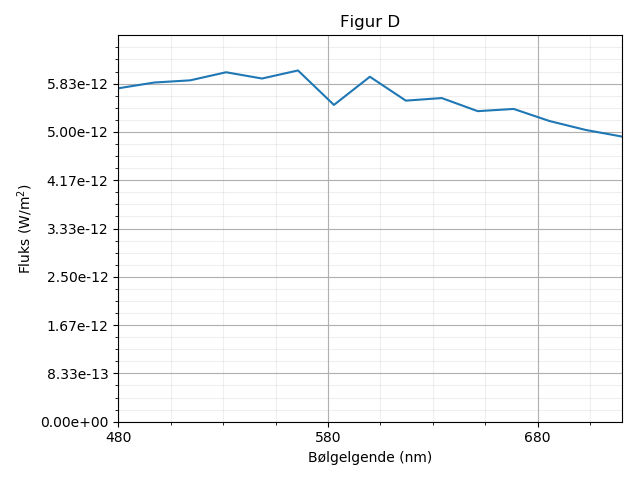 Figur D
Fluks (W/m²)
5.83e-12
5.00e-12
4.17e-12
3.33e-12
2.50e-12
1.67e-12
8.33e-13
0.00e+00
480 580 680
Bølgelgende (nm)